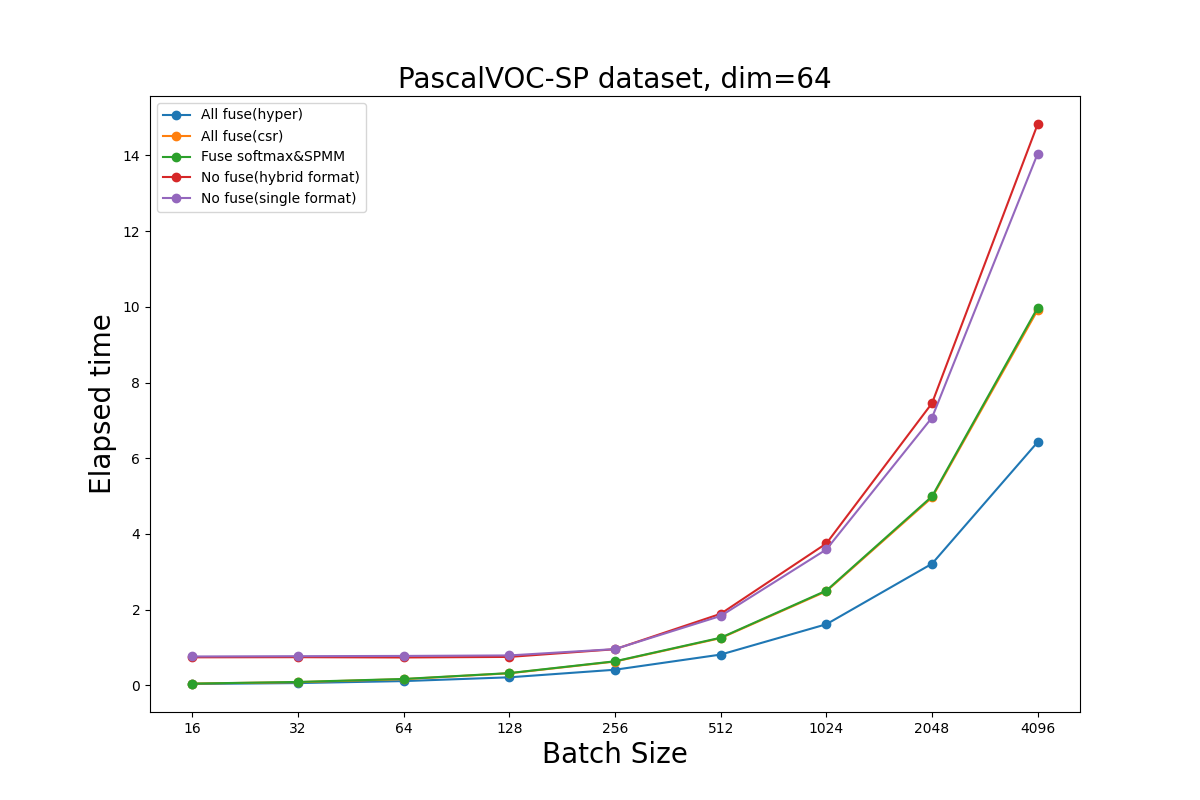 PascalVOC-SP dataset, dim=64
All fuse(hyper)
All fuse(csr)
Fuse softmax&SPMM
No fuse(hybrid format)
No fuse(single format)
14
12
10
8
6
4
2
0
Elapsed time
16 32 64 128 256 512 1024 2048 4096
Batch Size